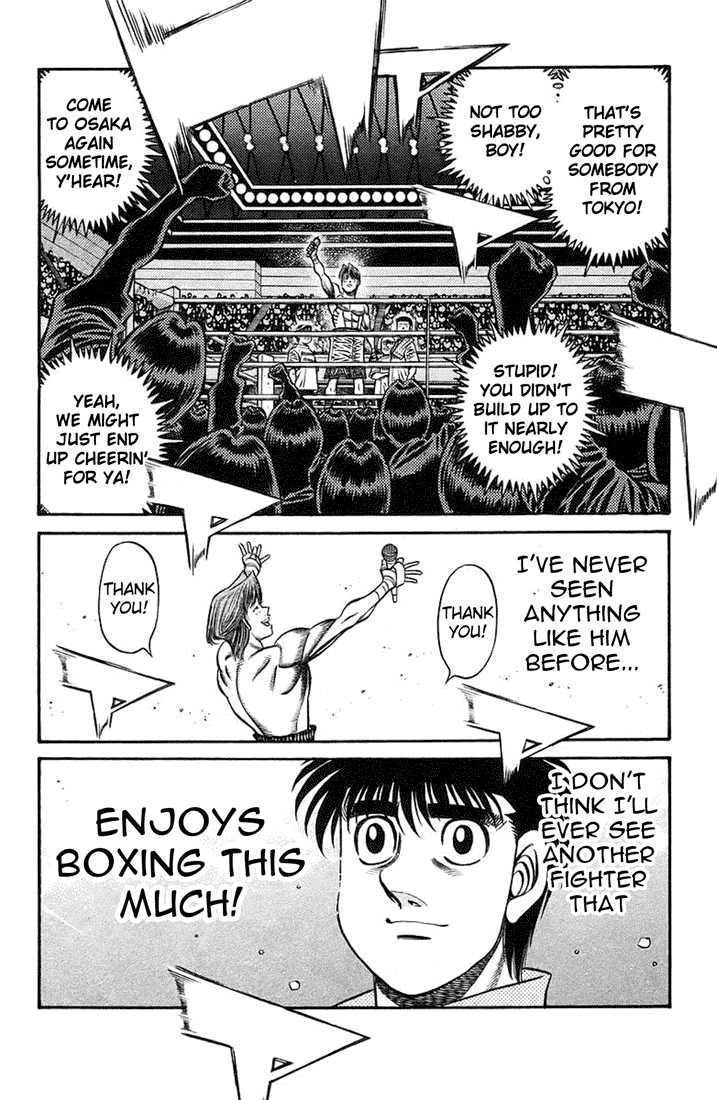 THAT'S
PRETTY
GOOD FOR
SOMEBODY
FROM
TOKYO!
NOT TOO
SHABBY,
BOY!
COME
TO OSAKA
AGAIN
SOMETIME,
Y'HEAR!
STUPID!
YOU DIDN'T
BUILD UP TO
IT NEARLY
ENOUGH!
YEAH,
WE MIGHT
JUST END
UP CHEERIN'
FOR YA!
I'VE NEVER
SEEN
ANYTHING
LIKE HIM
BEFORE...
THANK
YOU!
THANK
YOU!
I DON'T
THINK I'LL
EVER SEE
ANOTHER
FIGHTER
THAT
ENJOYS
BOXING THIS
MUCH!